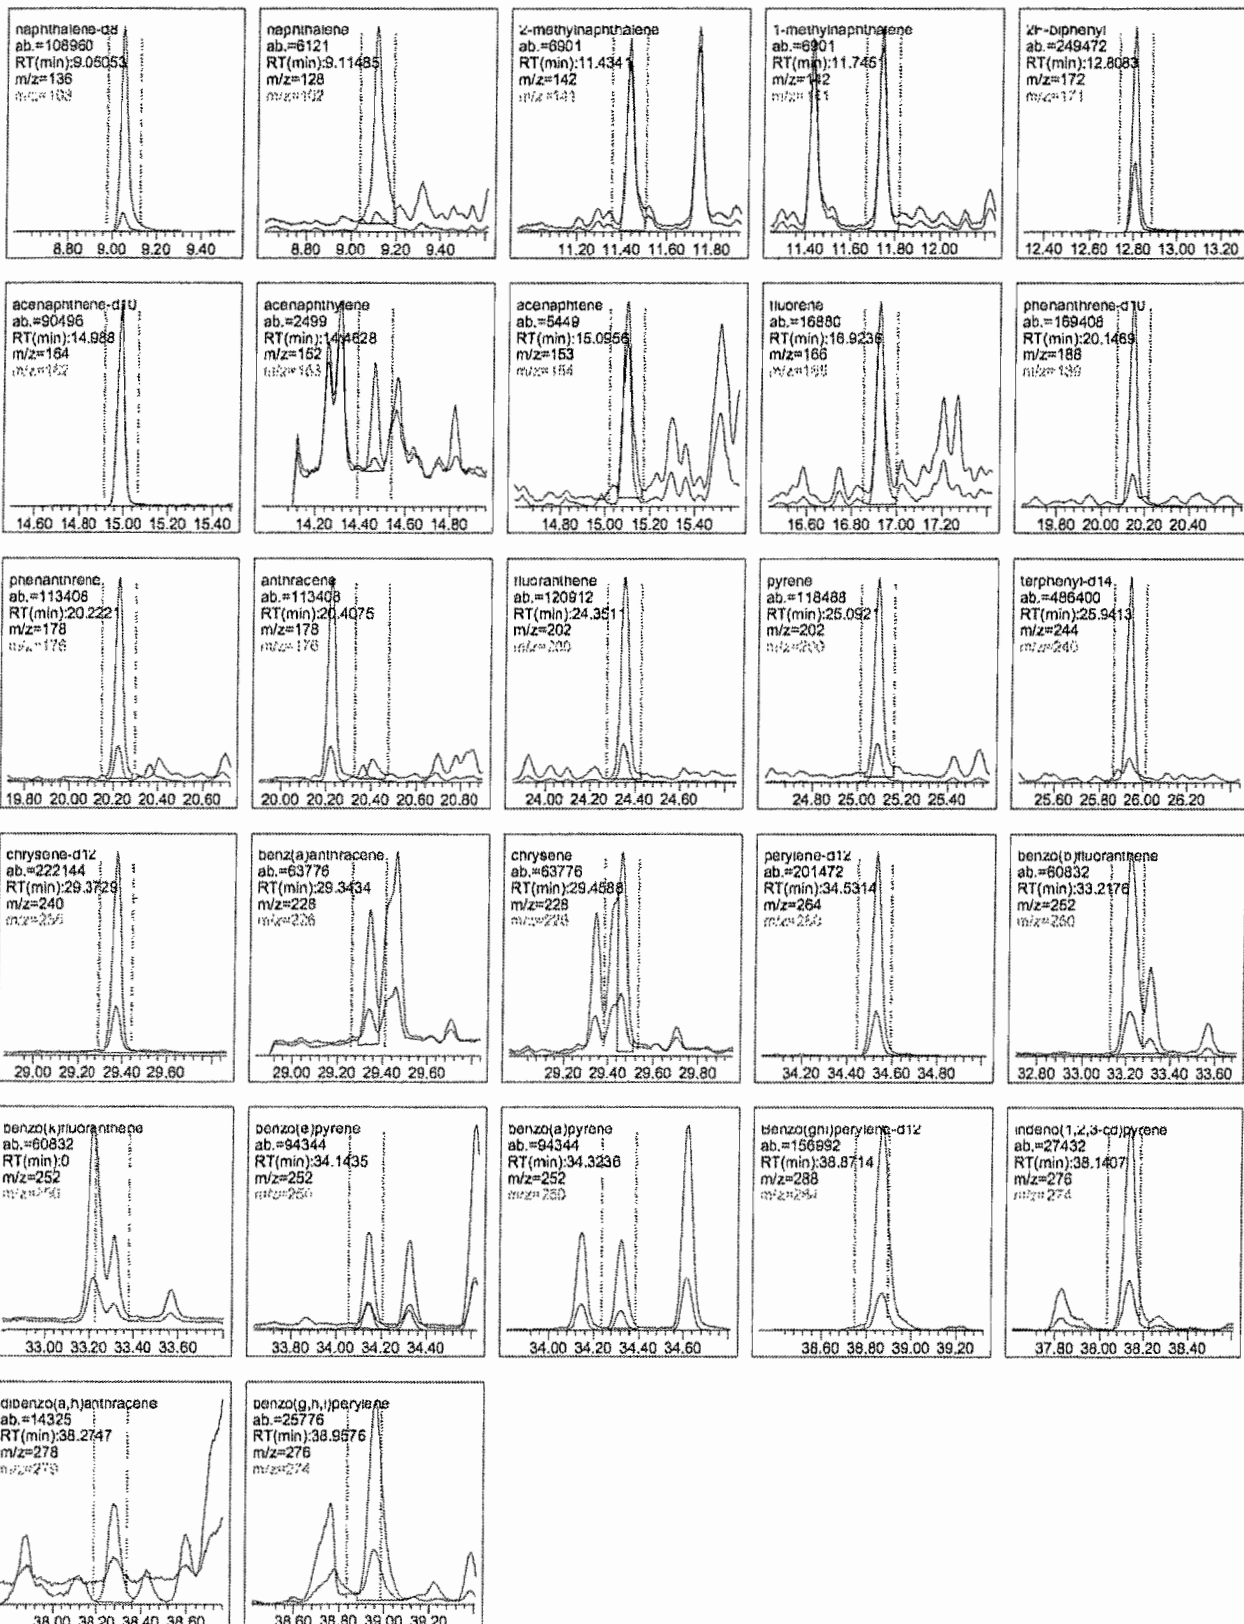 naphthalene-d8
ab.=108960
RT(min):9.05053
m/z=136
naphthalene
ab.=6121
RT(min):9.11485
m/z=128
m/z=102
2-methylnaphthalene
ab.=6901
RT(min):11.4341
m/z=142
m/z=141
1-methylnaphthalene
ab.=6901
RT(min):11.7451
m/z=142
m/z=141
2F-biphenyl
ab.=249472
RT(min):12.8083
m/z=172
m/z=171
8.80 9.00 9.20 9.40
8.80 9.00 9.20 9.40
11.20 11.40 11.60 11.80
11.40 11.60 11.80 12.00
12.40 12.60 12.80 13.00 13.20
acenaphthene-d10
ab.=90496
RT(min):14.988
m/z=164
m/z=162
acenaphthylene
ab.=2499
RT(min):14.4628
m/z=152
m/z=153
acenaphtene
ab.=5449
RT(min):15.0956
m/z=153
m/z=154
fluorene
ab.=16880
RT(min):16.9236
m/z=166
m/z=165
phenanthrene-d10
ab.=169408
RT(min):20.1469
m/z=188
m/z=189
14.60 14.80 15.00 15.20 15.40
14.20 14.40 14.60 14.80
14.80 15.00 15.20 15.40
16.60 16.80 17.00 17.20
19.80 20.00 20.20 20.40
phenanthrene
ab.=113408
RT(min):20.2221
m/z=178
m/z=176
anthracene
ab.=113408
RT(min):20.4075
m/z=178
m/z=176
fluoranthene
ab.=120912
RT(min):24.3511
m/z=202
m/z=200
pyrene
ab.=118488
RT(min):25.0921
m/z=202
m/z=200
terphenyl-d14
ab.=486400
RT(min):25.9413
m/z=244
m/z=240
19.80 20.00 20.20 20.40 20.60
20.00 20.20 20.40 20.60 20.80
24.00 24.20 24.40 24.60
24.80 25.00 25.20 25.40
25.60 25.80 26.00 26.20
chrysene-d12
ab.=222144
RT(min):29.3729
m/z=240
benz(a)anthracene
ab.=63776
RT(min):29.3434
m/z=228
m/z=226
chrysene
ab.=63776
RT(min):29.4588
m/z=228
perylene-d12
ab.=201472
RT(min):34.5314
m/z=264
m/z=260
benzo(b)fluoranthene
ab.=60832
RT(min):33.2176
m/z=252
m/z=250
29.00 29.20 29.40 29.60
29.00 29.20 29.40 29.60
29.20 29.40 29.60 29.80
34.20 34.40 34.60 34.80
32.80 33.00 33.20 33.40 33.60
benzo(k)fluoranthene
ab.=60832
RT(min):0
m/z=252
m/z=250
benzo(e)pyrene
ab.=94344
RT(min):34.1435
m/z=252
m/z=250
benzo(a)pyrene
ab.=94344
RT(min):34.3236
m/z=252
m/z=250
Benzo(ghi)perylene-d12
ab.=156992
RT(min):38.8714
m/z=288
m/z=284
indeno(1,2,3-cd)pyrene
ab.=27432
RT(min):38.1407
m/z=276
m/z=274
33.00 33.20 33.40 33.60
33.80 34.00 34.20 34.40
34.00 34.20 34.40 34.60
38.60 38.80 39.00 39.20
37.80 38.00 38.20 38.40
dibenzo(a,h)anthracene
ab.=14325
RT(min):38.2747
m/z=278
benzo(g,h,i)perylene
ab.=25776
RT(min):38.9576
m/z=276
m/z=274
38.00 38.20 38.40 38.60
38.60 38.80 39.00 39.20